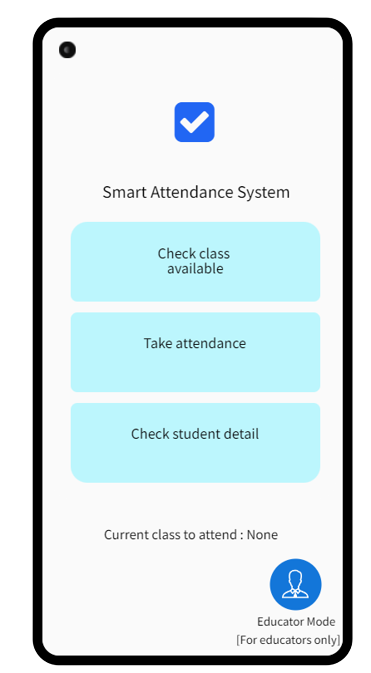 Smart Attendance System
Check class
available
Take attendance
Check student detail
Current class to attend : None
Educator Mode
[For educators only]